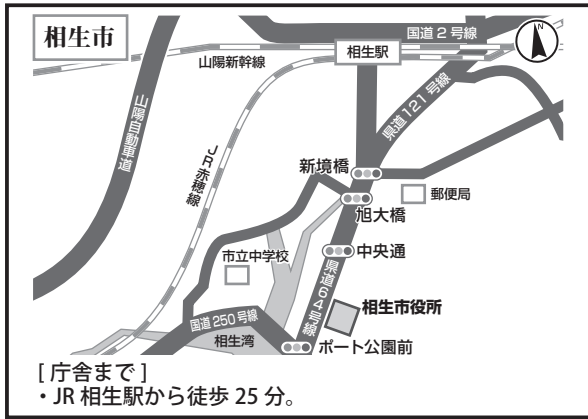 相生市
国道2号線
N
相生駅
山陽新幹線
県道121号線
山陽自動車道
JR赤穂線
新境橋
郵便局
旭大橋
中央通
市立中学校
県道64号線
相生市役所
国道250号線
相生湾
ポート公園前
[ 庁舎まで ]
・JR 相生駅から徒歩 25 分。